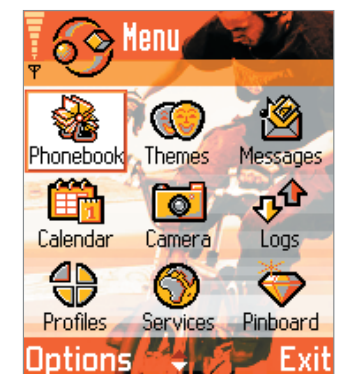 Menu
Phonebook Themes Messages
Calendar Camera Logs
Profiles Services Pinboard
Options Exit